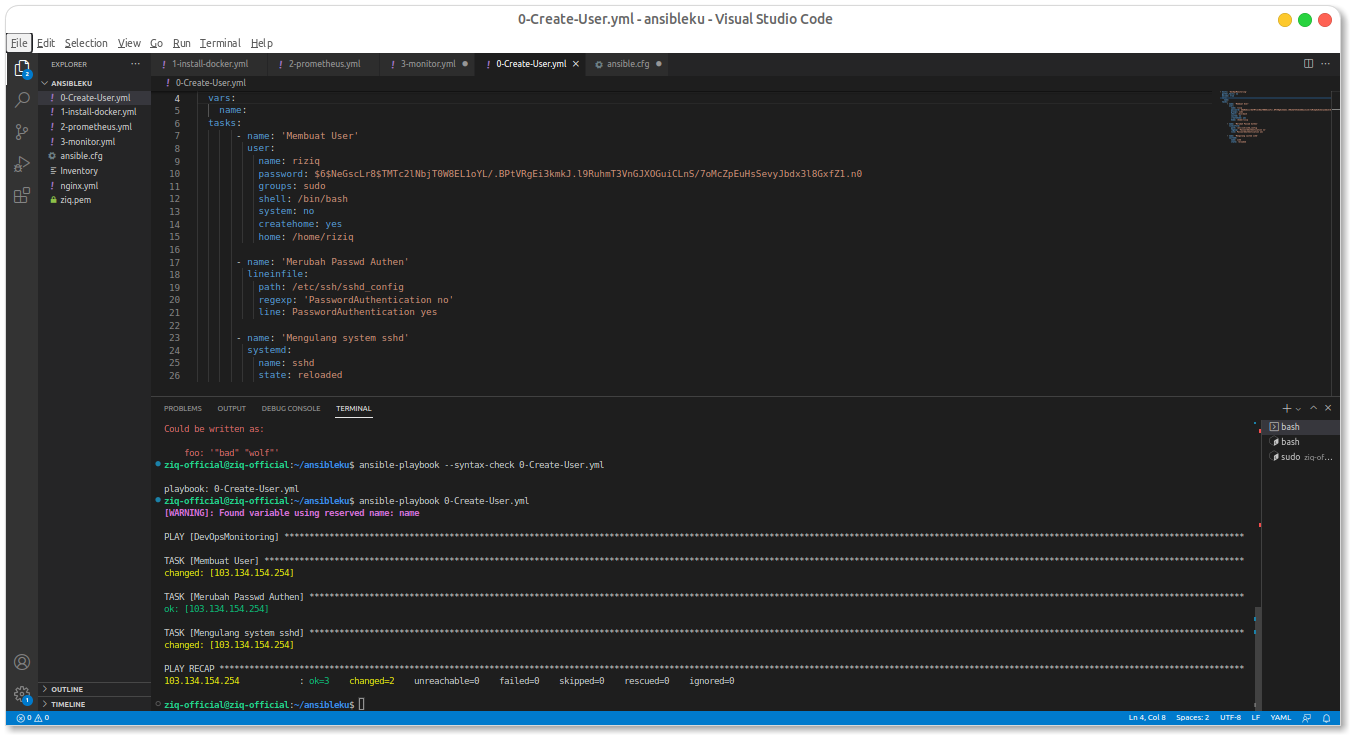 0-Create-User.yml - ansibleku - Visual Studio Code
File Edit Selection View Go Run Terminal Help
EXPLORER ···
ANSIBLEKU
! 0-Create-User.yml
! 1-install-docker.yml
! 2-prometheus.yml
! 3-monitor.yml
ansible.cfg
Inventory
! nginx.yml
ziq.pem
OUTLINE
TIMELINE
! 1-install-docker.yml ! 2-prometheus.yml ! 3-monitor.yml ! 0-Create-User.yml ansible.cfg
! 0-Create-User.yml
4 vars:
5 name:
6 tasks:
7 - name: 'Membuat User'
8 user:
9 name: riziq
10 password: $6$NeGscLr8$TMTc2lNbjT0W8EL1oYL/.BPtVRgEi3kmkJ.l9RuhmT3VnGJXOGuiCLnS/7oMcZpEuHsSevyJbdx3l8GxfZ1.n0
11 groups: sudo
12 shell: /bin/bash
13 system: no
14 createhome: yes
15 home: /home/riziq
16
17 - name: 'Merubah Passwd Authen'
18 lineinfile:
19 path: /etc/ssh/sshd_config
20 regexp: 'PasswordAuthentication no'
21 line: PasswordAuthentication yes
22
23 - name: 'Mengulang system sshd'
24 systemd:
25 name: sshd
26 state: reloaded
PROBLEMS OUTPUT DEBUG CONSOLE TERMINAL
Could be written as:
foo: '"bad" "wolf"'
ziq-official@ziq-official:~/ansibleku$ ansible-playbook --syntax-check 0-Create-User.yml
playbook: 0-Create-User.yml
ziq-official@ziq-official:~/ansibleku$ ansible-playbook 0-Create-User.yml
[WARNING]: Found variable using reserved name: name
PLAY [DevOpsMonitoring] ****
TASK [Membuat User] ****
changed: [103.134.154.254]
TASK [Merubah Passwd Authen] ****
ok: [103.134.154.254]
TASK [Mengulang system sshd] ****
changed: [103.134.154.254]
PLAY RECAP ****
103.134.154.254 : ok=3 changed=2 unreachable=0 failed=0 skipped=0 rescued=0 ignored=0
ziq-official@ziq-official:~/ansibleku$
bash
bash
sudo ziq-of...
0 0 Ln 4, Col 8 Spaces: 2 UTF-8 LF YAML